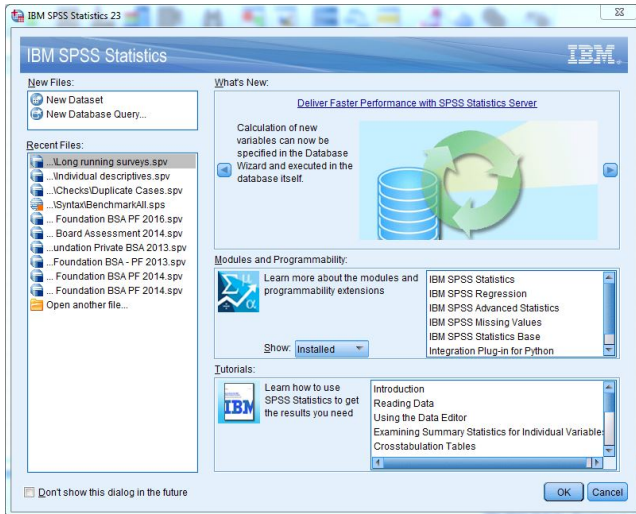 IBM SPSS Statistics 23
IBM SPSS Statistics
IBM
New Files:
New Dataset
New Database Query...
Recent Files:
...\Long running surveys.spv
...\Individual descriptives.spv
...\Checks\Duplicate Cases.spv
...\Syntax\BenchmarkAll.sps
... Foundation BSA PF 2016.spv
... Board Assessment 2014.spv
...undation Private BSA 2013.spv
...Foundation BSA - PF 2013.spv
... Foundation BSA PF 2014.spv
... Foundation BSA PF 2014.spv
Open another file...
What's New:
Deliver Faster Performance with SPSS Statistics Server
Calculation of new
variables can now be
specified in the Database
Wizard and executed in the
database itself.
Modules and Programmability:
Σ
α
Learn more about the modules and
programmability extensions
Show: Installed
IBM SPSS Statistics
IBM SPSS Regression
IBM SPSS Advanced Statistics
IBM SPSS Missing Values
IBM SPSS Statistics Base
Integration Plug-in for Python
Tutorials:
IBM
Learn how to use
SPSS Statistics to get
the results you need
Introduction
Reading Data
Using the Data Editor
Examining Summary Statistics for Individual Variables
Crosstabulation Tables
Don't show this dialog in the future
OK
Cancel